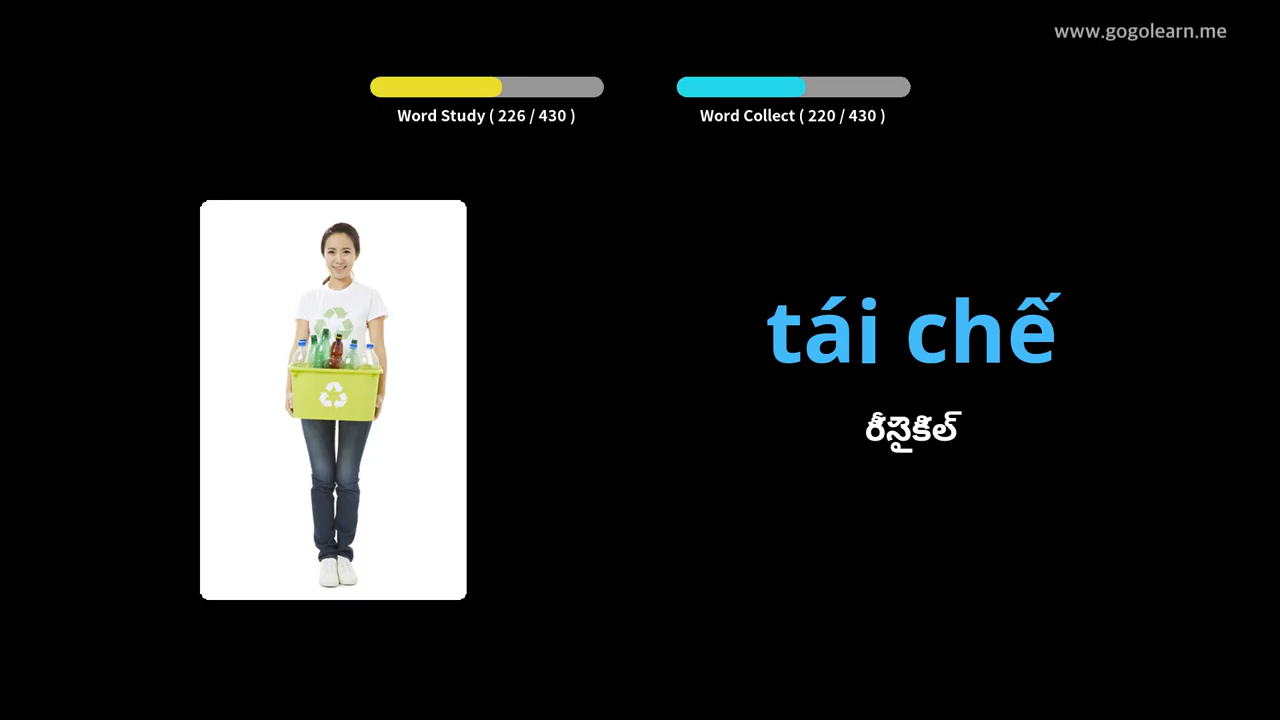 www.gogolearn.me
Word Study ( 226 / 430 )
Word Collect ( 220 / 430 )
tái chế
రీసైకిల్